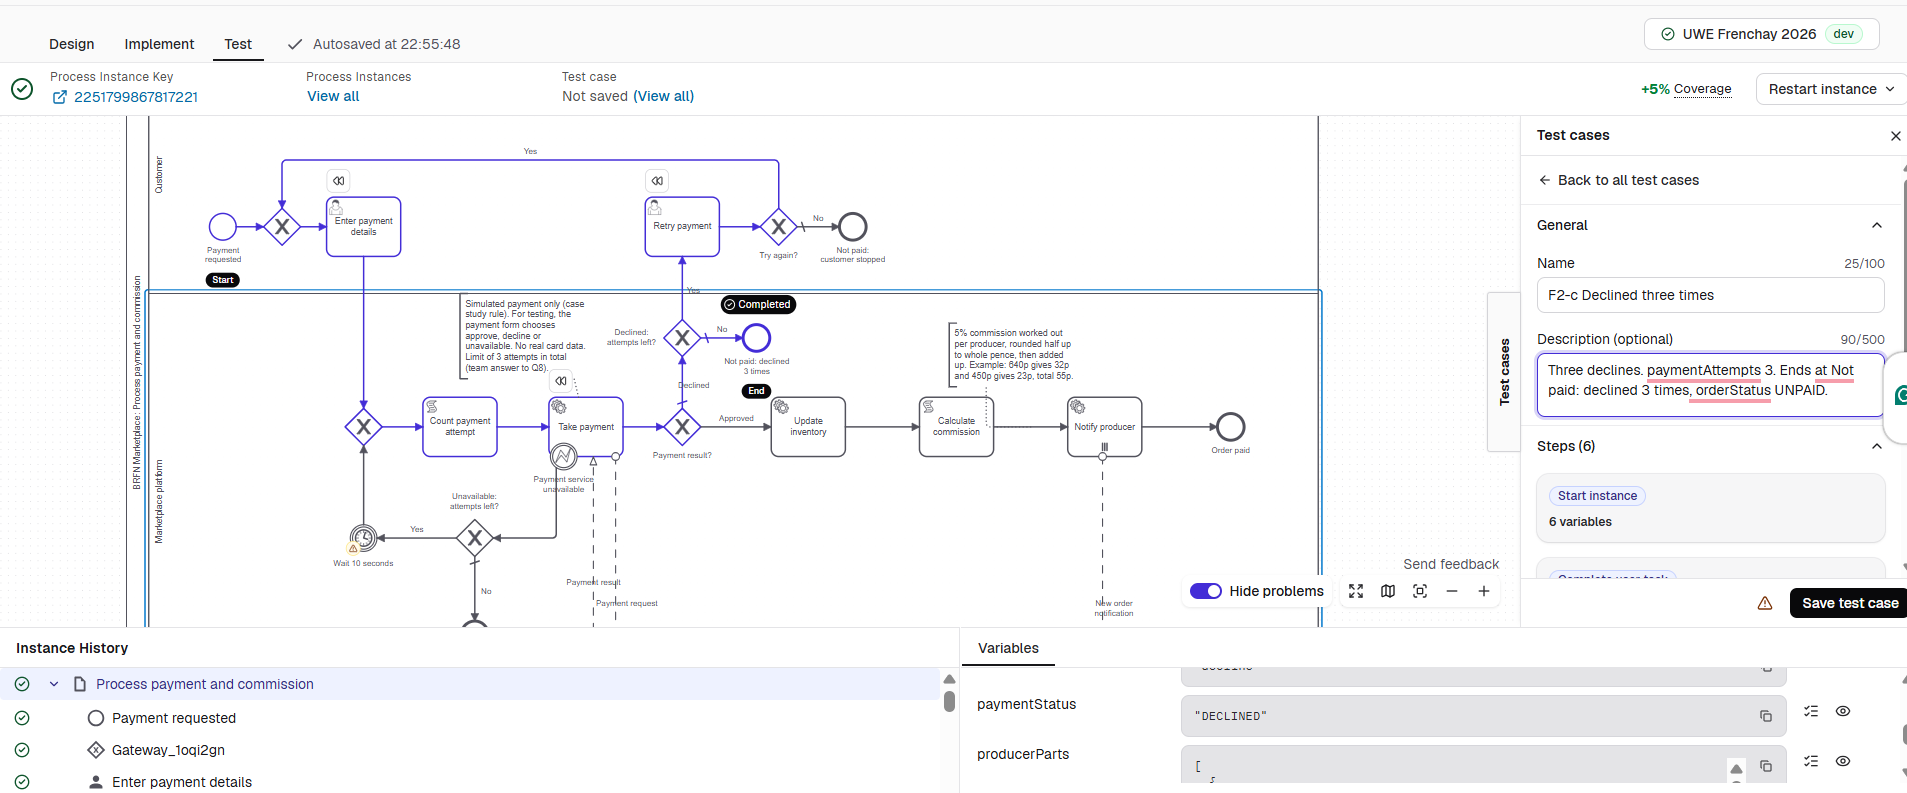 Design
Implement
Test
Autosaved at 22:55:48
UWE Frenchay 2026
dev
Process Instance Key
2251799867817221
Process Instances
View all
Test case
Not saved (View all)
+5% Coverage
Restart instance
BRFN Marketplace: Process payment and commission
Customer
Marketplace platform
Yes
Payment
requested
Start
Enter payment
details
Retry payment
Try again?
No
Not paid:
customer stopped
Simulated payment only (case
study rule). For testing, the
payment form chooses
approve, decline or
unavailable. No real card data.
Limit of 3 attempts in total
(team answer to Q8).
Yes
Completed
Declined:
attempts left?
No
Not paid: declined
3 times
End
Declined
5% commission worked out
per producer, rounded half up
to whole pence, then added
up. Example: 640p gives 32p
and 450p gives 23p, total 55p.
Count payment
attempt
Take payment
Payment result?
Approved
Update
inventory
Calculate
commission
Notify producer
Order paid
Payment service
unavailable
Unavailable:
attempts left?
Yes
Wait 10 seconds
No
Payment result
Payment request
New order
notification
Send feedback
Hide problems
Test cases
Test cases
Back to all test cases
General
Name
25/100
F2-c Declined three times
Description (optional)
90/500
Three declines. paymentAttempts 3. Ends at Not
paid: declined 3 times, orderStatus UNPAID.
Steps (6)
Start instance
6 variables
Complete user task
Save test case
Instance History
Process payment and commission
Payment requested
Gateway_1oqi2gn
Enter payment details
Variables
paymentStatus
"DECLINED"
producerParts
[